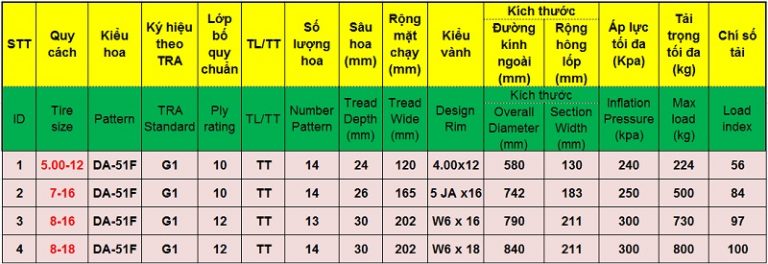 STT Quy cách Kiểu hoa Ký hiệu theo TRA Lớp bố quy chuẩn TL/TT Số lượng hoa Sâu hoa (mm) Rộng mặt chạy (mm) Kiểu vành Kích thước Đường kính ngoài (mm) Rộng hông lốp (mm) Áp lực tối đa (Kpa) Tải trọng tối đa (kg) Chỉ số tải
ID Tire size Pattern TRA Standard Ply rating TL/TT Number Pattern Tread Depth (mm) Tread Wide (mm) Design Rim Kích thước Overall Diameter (mm) Section Width (mm) Inflation Pressure (kpa) Max load (kg) Load index
1 5.00-12 DA-51F G1 10 TT 14 24 120 4.00x12 580 130 240 224 56
2 7-16 DA-51F G1 10 TT 14 26 165 5 JA x16 742 183 250 500 84
3 8-16 DA-51F G1 12 TT 13 30 202 W6 x 16 790 211 300 730 97
4 8-18 DA-51F G1 12 TT 14 30 202 W6 x 18 840 211 300 800 100